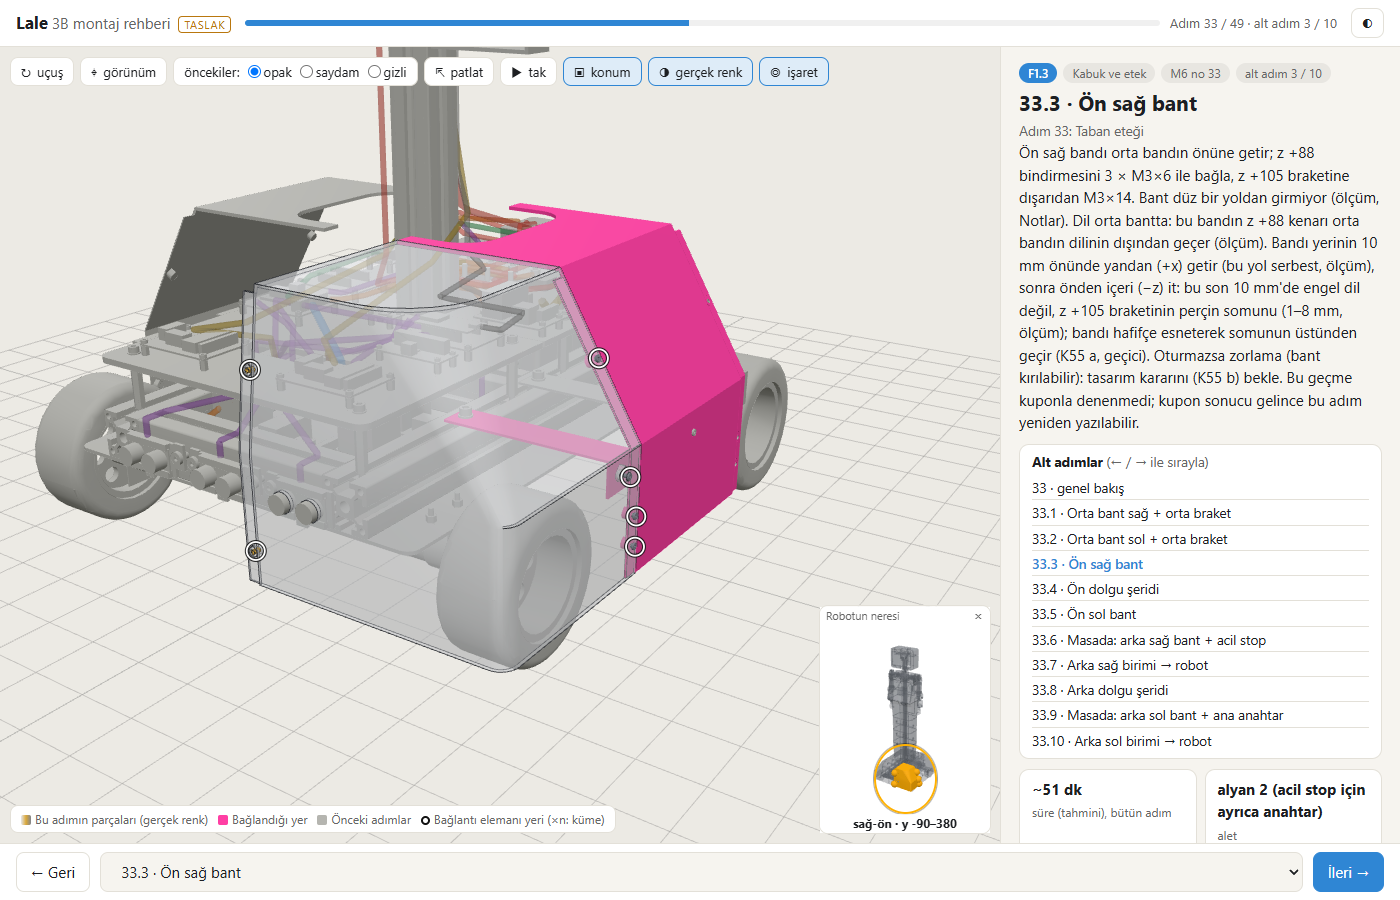 Lale 3B montaj rehberi TASLAK
Adım 33 / 49 · alt adım 3 / 10
↻ uçuş
⌖ görünüm
öncekiler: opak saydam gizli
⇱ patlat
▶ tak
▣ konum
◑ gerçek renk
◎ işaret
F1.3 Kabuk ve etek M6 no 33 alt adım 3 / 10
33.3 · Ön sağ bant
Adım 33: Taban eteği
Ön sağ bandı orta bandın önüne getir; z +88
bindirmesini 3 × M3×6 ile bağla, z +105 braketine
dışarıdan M3×14. Bant düz bir yoldan girmiyor (ölçüm,
Notlar). Dil orta bantta: bu bandın z +88 kenarı orta
bandın dilinin dışından geçer (ölçüm). Bandı yerinin 10
mm önünde yandan (+x) getir (bu yol serbest, ölçüm),
sonra önden içeri (−z) it: bu son 10 mm'de engel dil
değil, z +105 braketinin perçin somunu (1–8 mm,
ölçüm); bandı hafifçe esneterek somunun üstünden
geçir (K55 a, geçici). Oturmazsa zorlama (bant
kırılabilir): tasarım kararını (K55 b) bekle. Bu geçme
kuponla denenmedi; kupon sonucu gelince bu adım
yeniden yazılabilir.
Alt adımlar (← / → ile sırayla)
33 · genel bakış
33.1 · Orta bant sağ + orta braket
33.2 · Orta bant sol + orta braket
33.3 · Ön sağ bant
33.4 · Ön dolgu şeridi
33.5 · Ön sol bant
33.6 · Masada: arka sağ bant + acil stop
33.7 · Arka sağ birimi → robot
33.8 · Arka dolgu şeridi
33.9 · Masada: arka sol bant + ana anahtar
33.10 · Arka sol birimi → robot
~51 dk
süre (tahmini), bütün adım
alyan 2 (acil stop için
ayrıca anahtar)
alet
Robotun neresi ×
sağ-ön · y -90–380
Bu adımın parçaları (gerçek renk) Bağlandığı yer Önceki adımlar Bağlantı elemanı yeri (×n: küme)
← Geri
33.3 · Ön sağ bant
İleri →